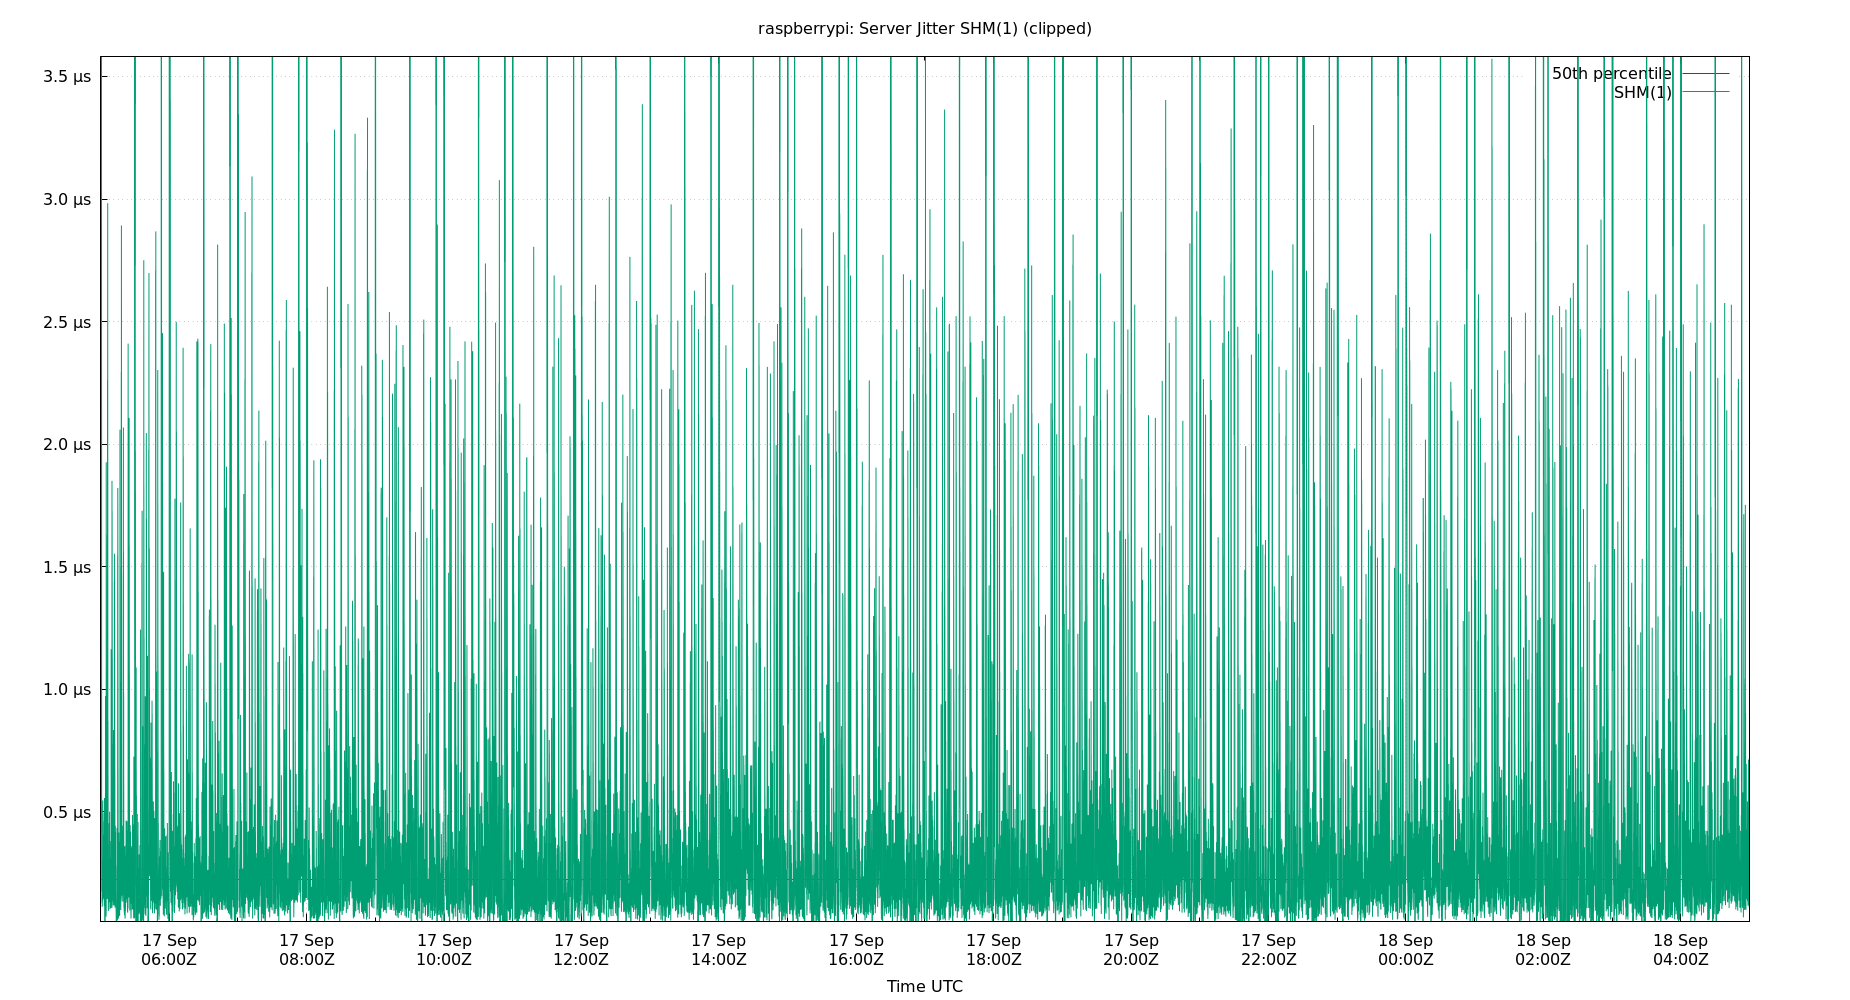 raspberrypi: Server Jitter SHM(1) (clipped)
3.5 µs
3.0 µs
2.5 µs
2.0 µs
1.5 µs
1.0 µs
0.5 µs
50th percentile
SHM(1)
17 Sep 17 Sep 17 Sep 17 Sep 17 Sep 17 Sep 17 Sep 17 Sep 17 Sep 18 Sep 18 Sep 18 Sep
06:00Z 08:00Z 10:00Z 12:00Z 14:00Z 16:00Z 18:00Z 20:00Z 22:00Z 00:00Z 02:00Z 04:00Z
Time UTC